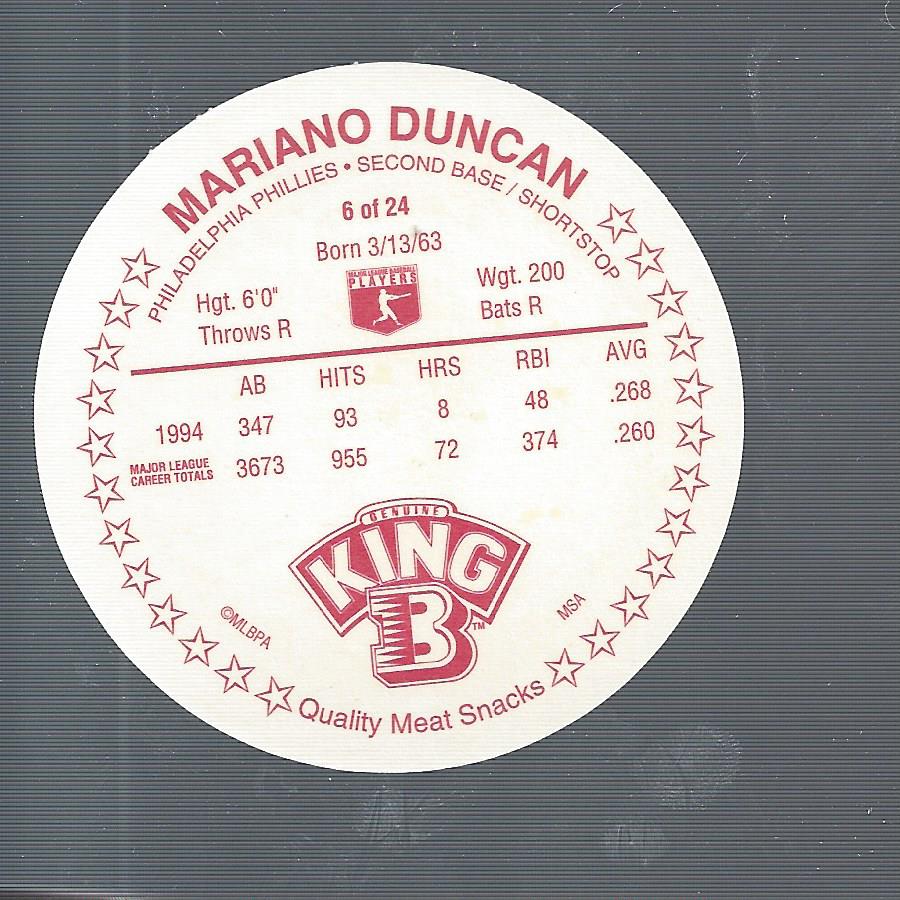 MARIANO DUNCAN
PHILADELPHIA PHILLIES • SECOND BASE / SHORTSTOP
6 of 24
Born 3/13/63
MAJOR LEAGUE BASEBALL
PLAYERS
Hgt. 6'0" Wgt. 200
Throws R Bats R
AB HITS HRS RBI AVG
1994 347 93 8 48 .268
MAJOR LEAGUE
CAREER TOTALS 3673 955 72 374 .260
GENUINE
KING
B™
©MLBPA MSA
Quality Meat Snacks